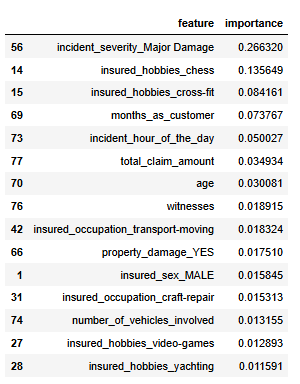 feature importance
56 incident_severity_Major Damage 0.266320
14 insured_hobbies_chess 0.135649
15 insured_hobbies_cross-fit 0.084161
69 months_as_customer 0.073767
73 incident_hour_of_the_day 0.050027
77 total_claim_amount 0.034934
70 age 0.030081
76 witnesses 0.018915
42 insured_occupation_transport-moving 0.018324
66 property_damage_YES 0.017510
1 insured_sex_MALE 0.015845
31 insured_occupation_craft-repair 0.015313
74 number_of_vehicles_involved 0.013155
27 insured_hobbies_video-games 0.012893
28 insured_hobbies_yachting 0.011591